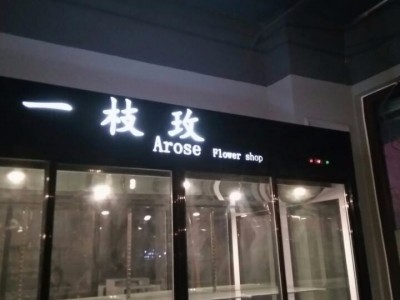 一枝玫
Arose Flower shop